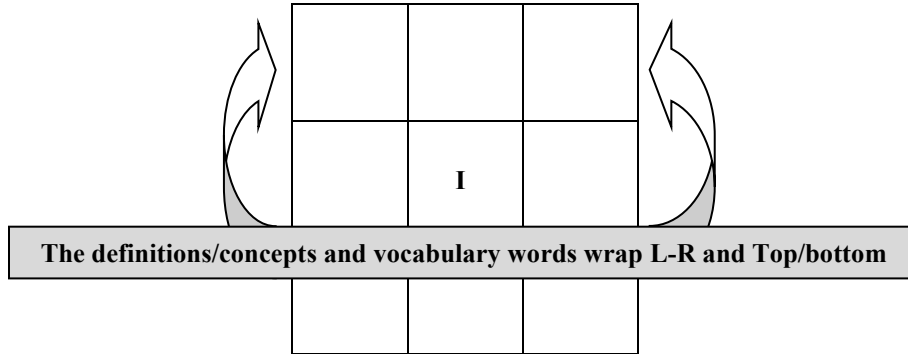 I
The definitions/concepts and vocabulary words wrap L-R and Top/bottom